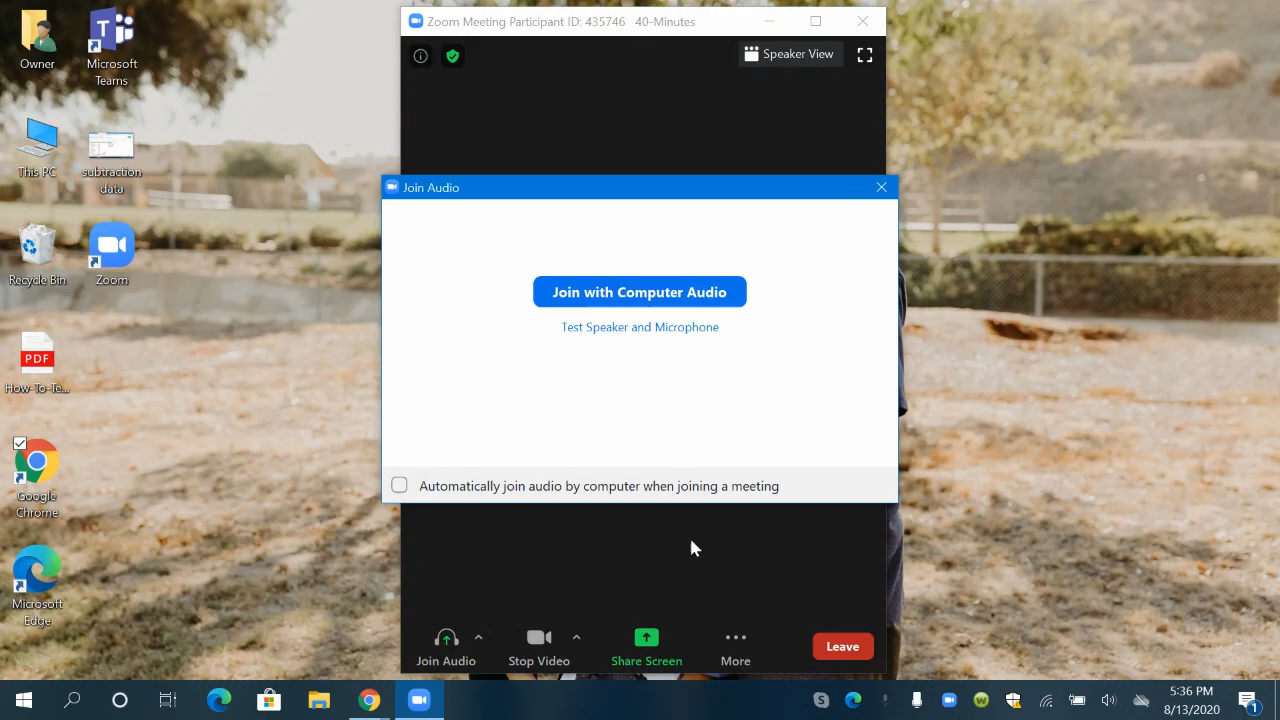 Owner
Microsoft
Teams
This PC
subtraction
data
Recycle Bin
Zoom
PDF
How-To-Te...
Google
Chrome
Microsoft
Edge
Zoom Meeting Participant ID: 435746 40-Minutes
Speaker View
Join Audio
Join with Computer Audio
Test Speaker and Microphone
Automatically join audio by computer when joining a meeting
Join Audio
Stop Video
Share Screen
More
Leave
5:36 PM
8/13/2020
1